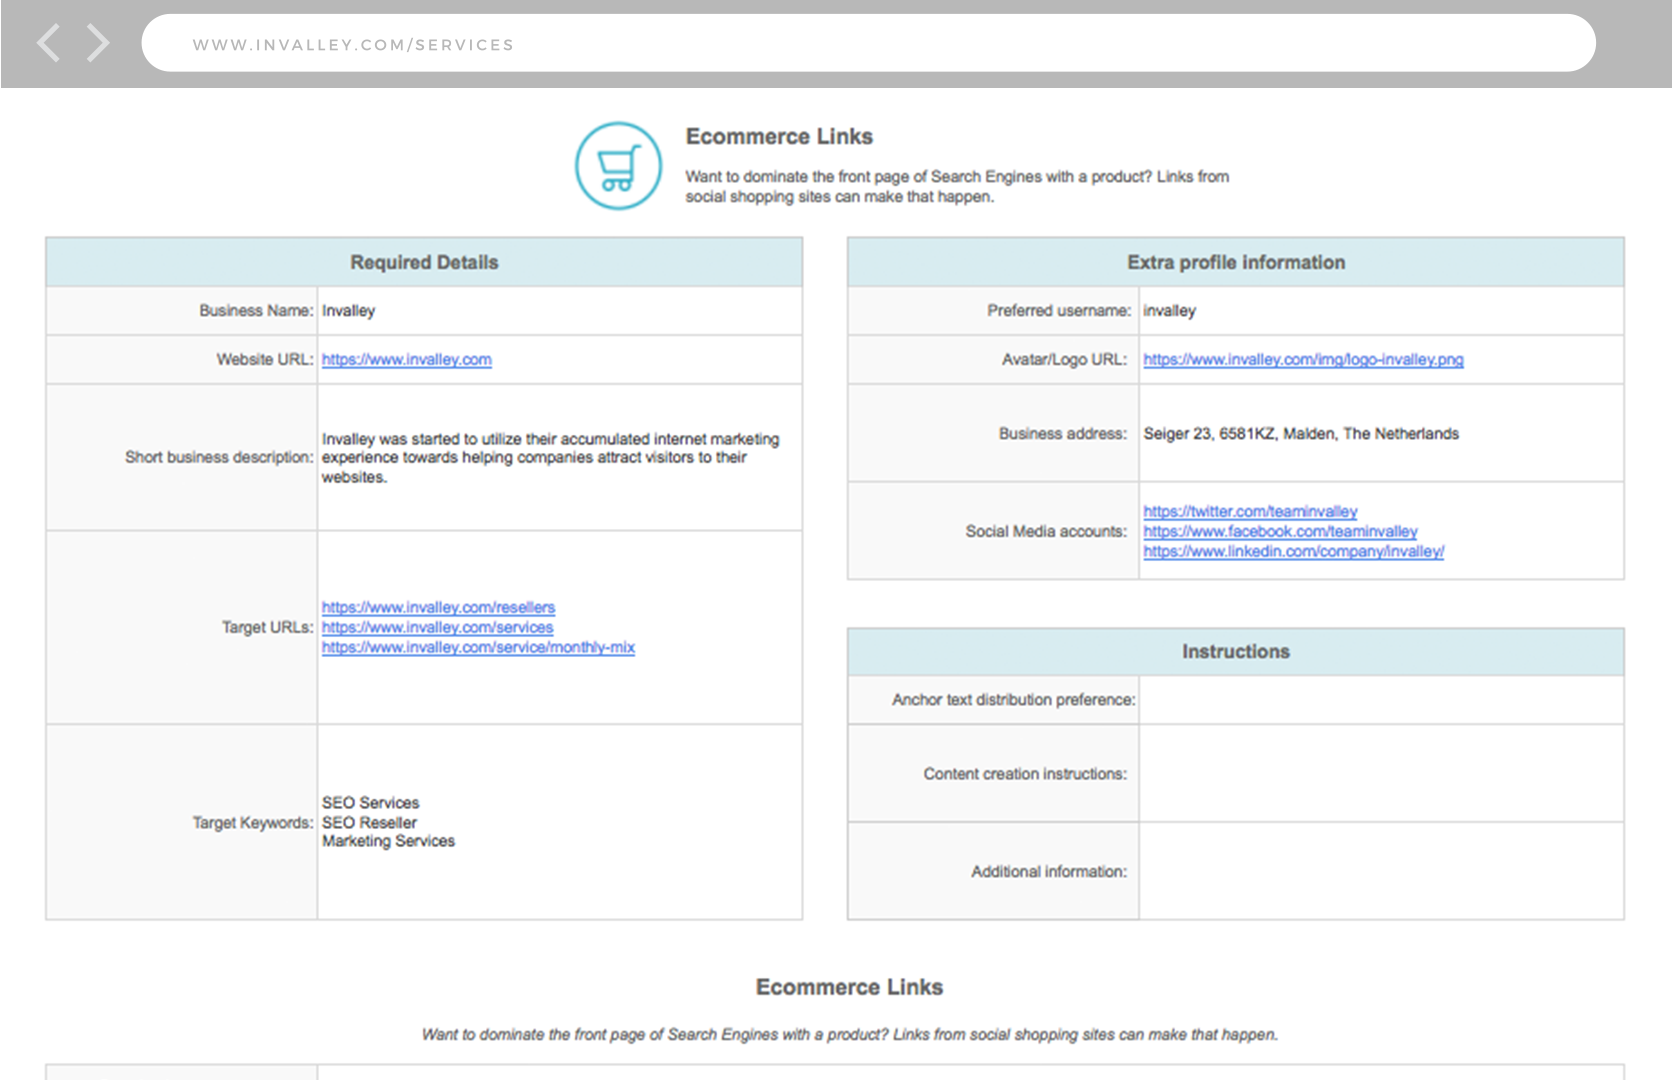 WWW.INVALLEY.COM/SERVICES
Ecommerce Links
Want to dominate the front page of Search Engines with a product? Links from
social shopping sites can make that happen.
Required Details
Business Name: Invalley
Website URL: https://www.invalley.com
Short business description: Invalley was started to utilize their accumulated internet marketing
experience towards helping companies attract visitors to their
websites.
Target URLs: https://www.invalley.com/resellers
https://www.invalley.com/services
https://www.invalley.com/service/monthly-mix
Target Keywords: SEO Services
SEO Reseller
Marketing Services
Extra profile information
Preferred username: invalley
Avatar/Logo URL: https://www.invalley.com/img/logo-invalley.png
Business address: Seiger 23, 6581KZ, Malden, The Netherlands
Social Media accounts: https://twitter.com/teaminvalley
https://www.facebook.com/teaminvalley
https://www.linkedin.com/company/invalley/
Instructions
Anchor text distribution preference:
Content creation instructions:
Additional information:
Ecommerce Links
Want to dominate the front page of Search Engines with a product? Links from social shopping sites can make that happen.